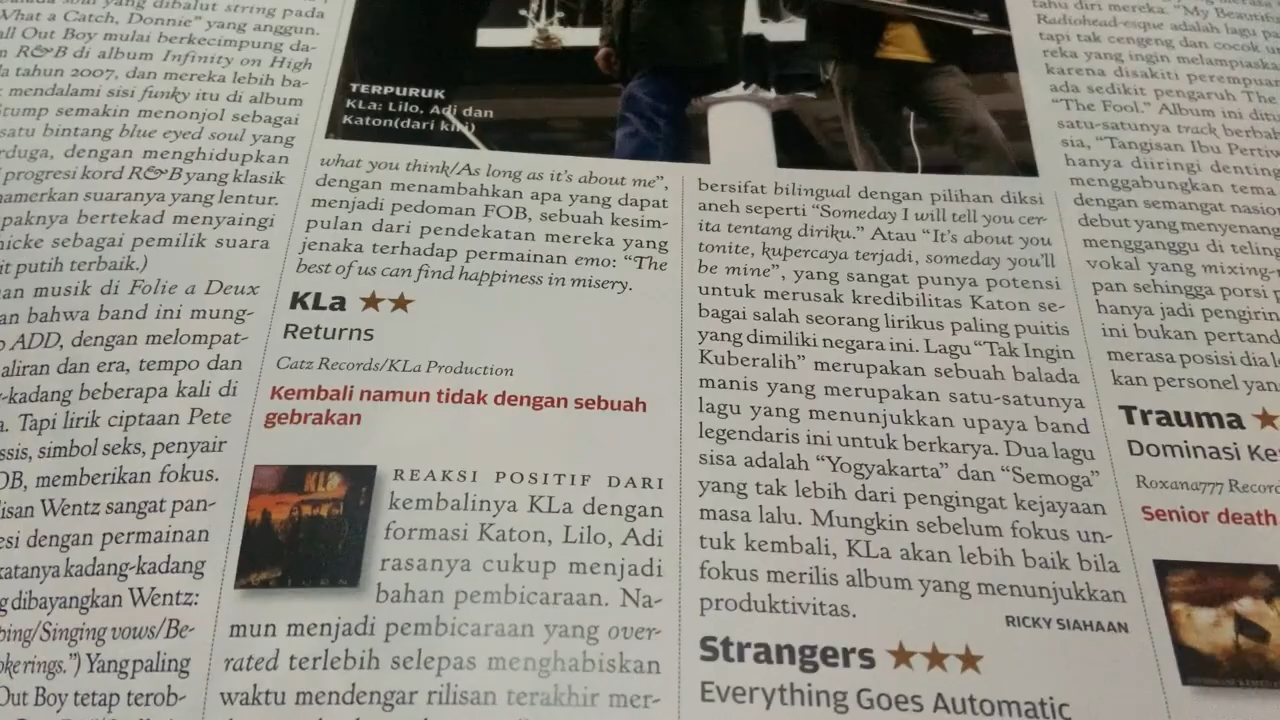 yang dibalut string pada
What a Catch, Donnie" yang anggun.
all Out Boy mulai berkecimpung da-
R&B di album Infinity on High
tahun 2007, dan mereka lebih ba-
mendalami sisi funky itu di album
Stump semakin menonjol sebagai
satu bintang blue eyed soul yang
rduga, dengan menghidupkan
progresi kord R&B yang klasik
namerkan suaranya yang lentur.
paknya bertekad menyaingi
nicke sebagai pemilik suara
it putih terbaik.)
an musik di Folie a Deux
an bahwa band ini mung-
ADD, dengan melompat-
aliran dan era, tempo dan
-kadang beberapa kali di
a. Tapi lirik ciptaan Pete
ssis, simbol seks, penyair
OB, memberikan fokus.
lisan Wentz sangat pan-
esi dengan permainan
katanya kadang-kadang
g dibayangkan Wentz:
bing/Singing vows/Be-
oke rings.") Yang paling
Out Boy tetap terob-
TERPURUK
KLa: Lilo, Adi dan
Katon(dari kiri)
what you think/As long as it's about me",
dengan menambahkan apa yang dapat
menjadi pedoman FOB, sebuah kesim-
pulan dari pendekatan mereka yang
jenaka terhadap permainan emo: "The
best of us can find happiness in misery.
KLa ★★
Returns
Catz Records/KLa Production
Kembali namun tidak dengan sebuah
gebrakan
KLa
RETURN
REAKSI POSITIF DARI
kembalinya KLa dengan
formasi Katon, Lilo, Adi
rasanya cukup menjadi
bahan pembicaraan. Na-
mun menjadi pembicaraan yang over-
rated terlebih selepas menghabiskan
waktu mendengar rilisan terakhir mer-
bersifat bilingual dengan pilihan diksi
aneh seperti "Someday I will tell you cer-
ita tentang diriku." Atau "It's about you
tonite, kupercaya terjadi, someday you'll
be mine", yang sangat punya potensi
untuk merusak kredibilitas Katon se-
bagai salah seorang lirikus paling puitis
yang dimiliki negara ini. Lagu "Tak Ingin
Kuberalih" merupakan sebuah balada
manis yang merupakan satu-satunya
lagu yang menunjukkan upaya band
legendaris ini untuk berkarya. Dua lagu
sisa adalah "Yogyakarta" dan "Semoga"
yang tak lebih dari pengingat kejayaan
masa lalu. Mungkin sebelum fokus un-
tuk kembali, KLa akan lebih baik bila
fokus merilis album yang menunjukkan
produktivitas.
RICKY SIAHAAN
Strangers ★★★
Everything Goes Automatic
tahu diri mereka. "My Beautifu
Radiohead-esque adalah lagu pa
tapi tak cengeng dan cocok u
reka yang ingin melampiaska
karena disakiti perempuan
ada sedikit pengaruh The
"The Fool." Album ini ditu
satu-satunya track berbah
sia, "Tangisan Ibu Pertiw
hanya diiringi denting
menggabungkan tema
dengan semangat nasio
debut yang menyenang
mengganggu di teling
vokal yang mixing-
pan sehingga porsi p
hanya jadi pengirin
ini bukan pertand
merasa posisi dia l
kan personel yan
Trauma ★
Dominasi Ke
Roxana777 Record
Senior death